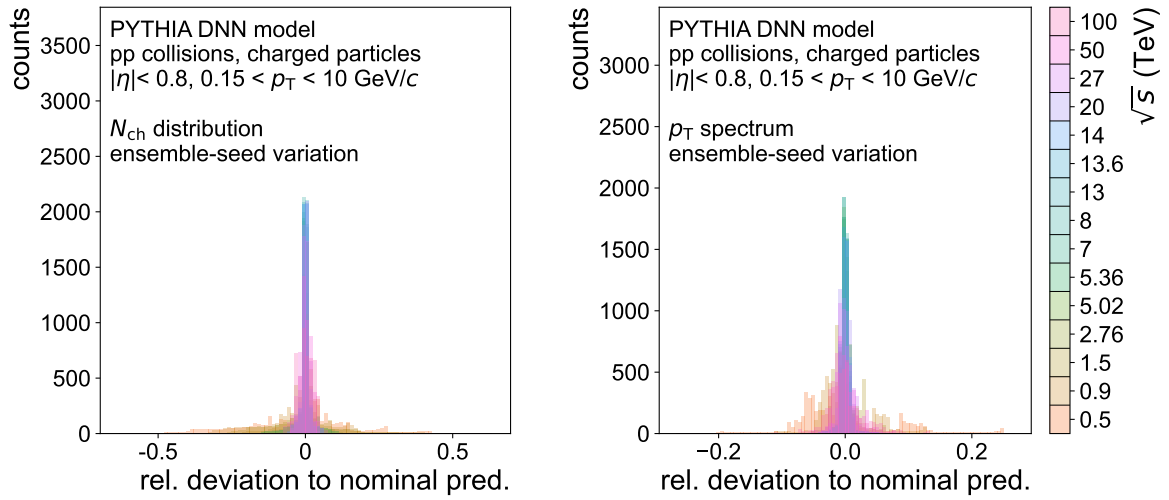 PYTHIA DNN model
pp collisions, charged particles
|η|< 0.8, 0.15 < pT < 10 GeV/c
Nch distribution
ensemble-seed variation
counts
3500
3000
2500
2000
1500
1000
500
0
-0.5
0
0.5
rel. deviation to nominal pred.
PYTHIA DNN model
pp collisions, charged particles
|η|< 0.8, 0.15 < pT < 10 GeV/c
pT spectrum
ensemble-seed variation
counts
3000
2500
2000
1500
1000
500
0
−0.2
0.0
0.2
rel. deviation to nominal pred.
√s (TeV)
100
50
27
20
14
13.6
13
8
7
5.36
5.02
2.76
1.5
0.9
0.5